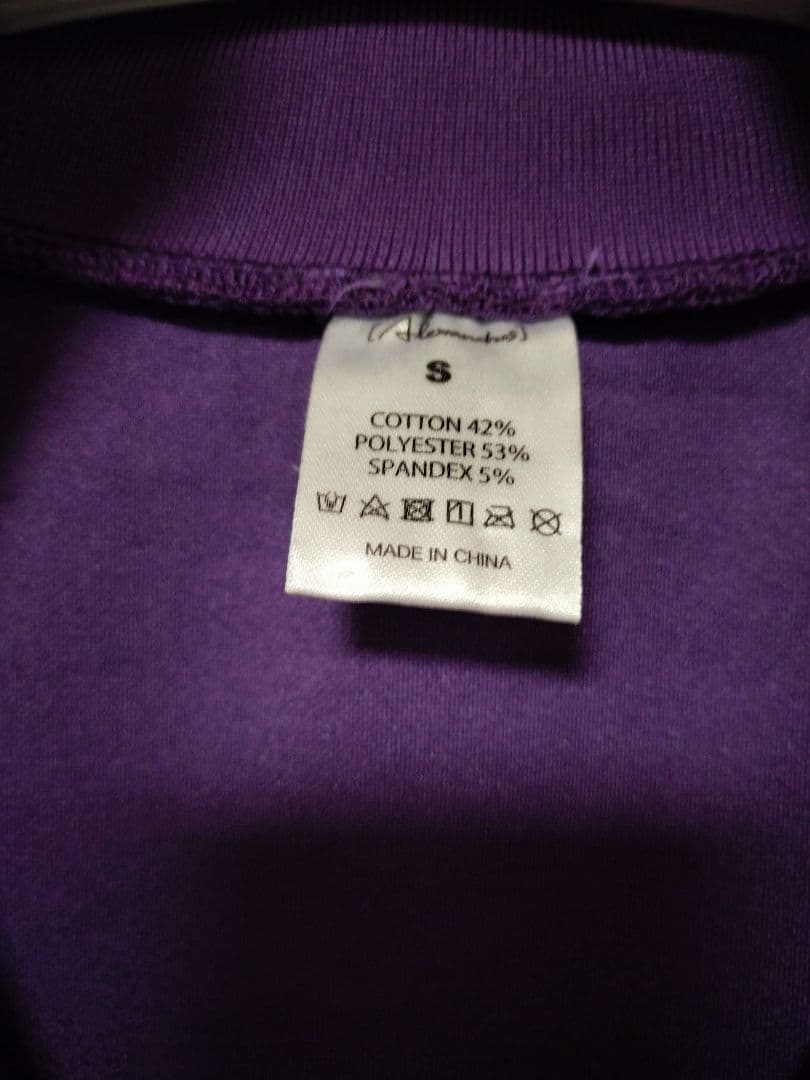 S
COTTON 42%
POLYESTER 53%
SPANDEX 5%
MADE IN CHINA